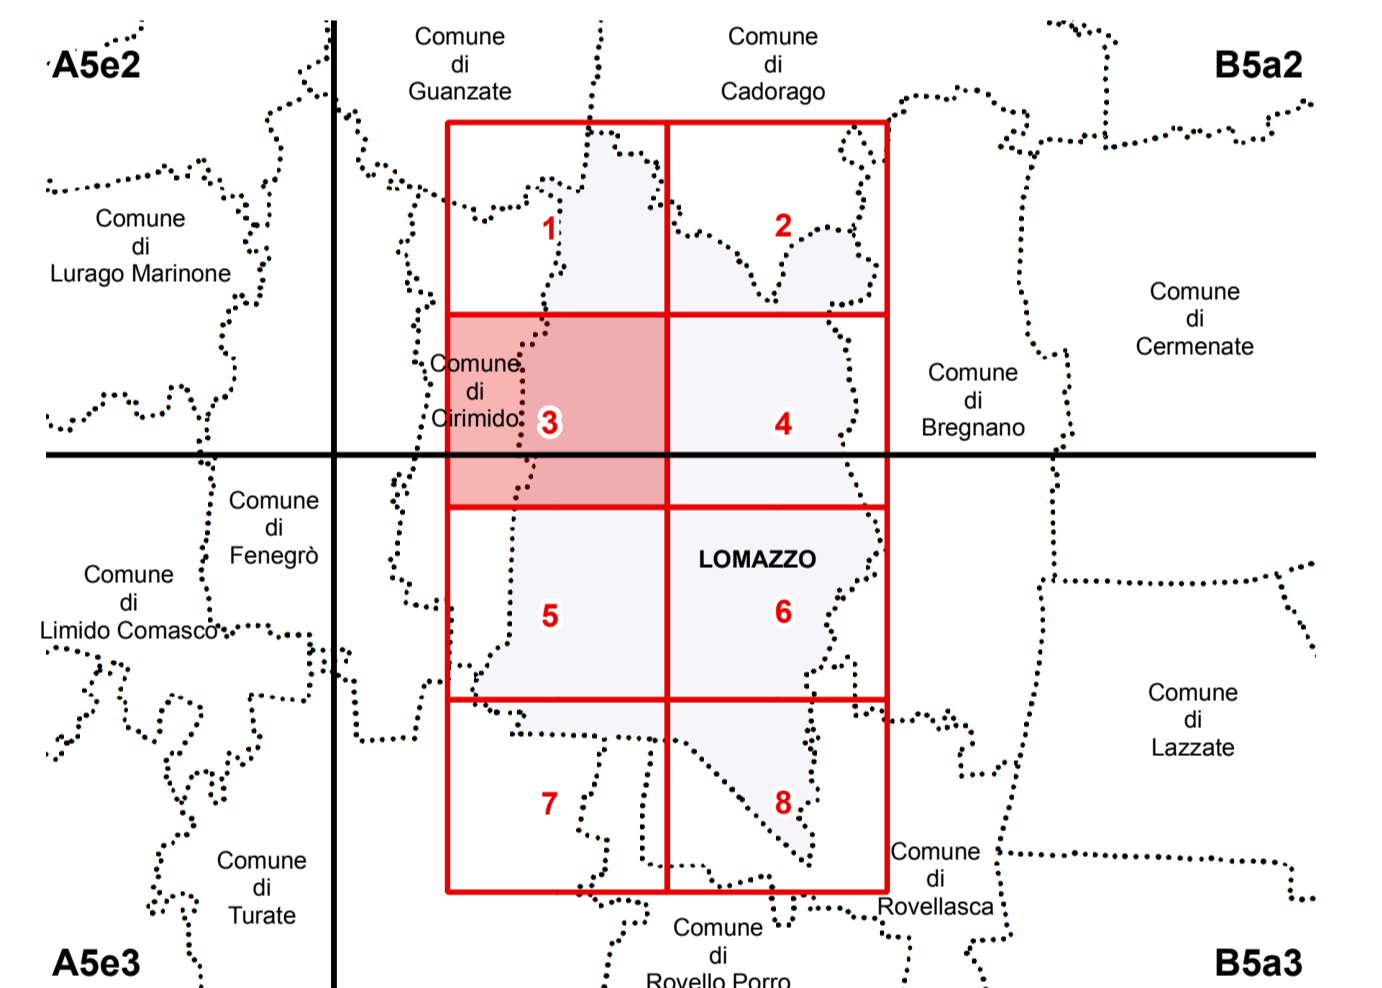 Comune
di
Guanzate
Comune
di
Cadorago
A5e2
B5a2
Comune
di
Lurago Marinone
1
2
Comune
di
Cermenate
Comune
di
Cirimido
3
4
Comune
di
Bregnano
Comune
di
Fenegrò
LOMAZZO
Comune
di
Limido Comasco
5
6
Comune
di
Lazzate
7
8
Comune
di
Turate
Comune
di
Rovellasca
Comune
di
Rovello Porro
A5e3
B5a3